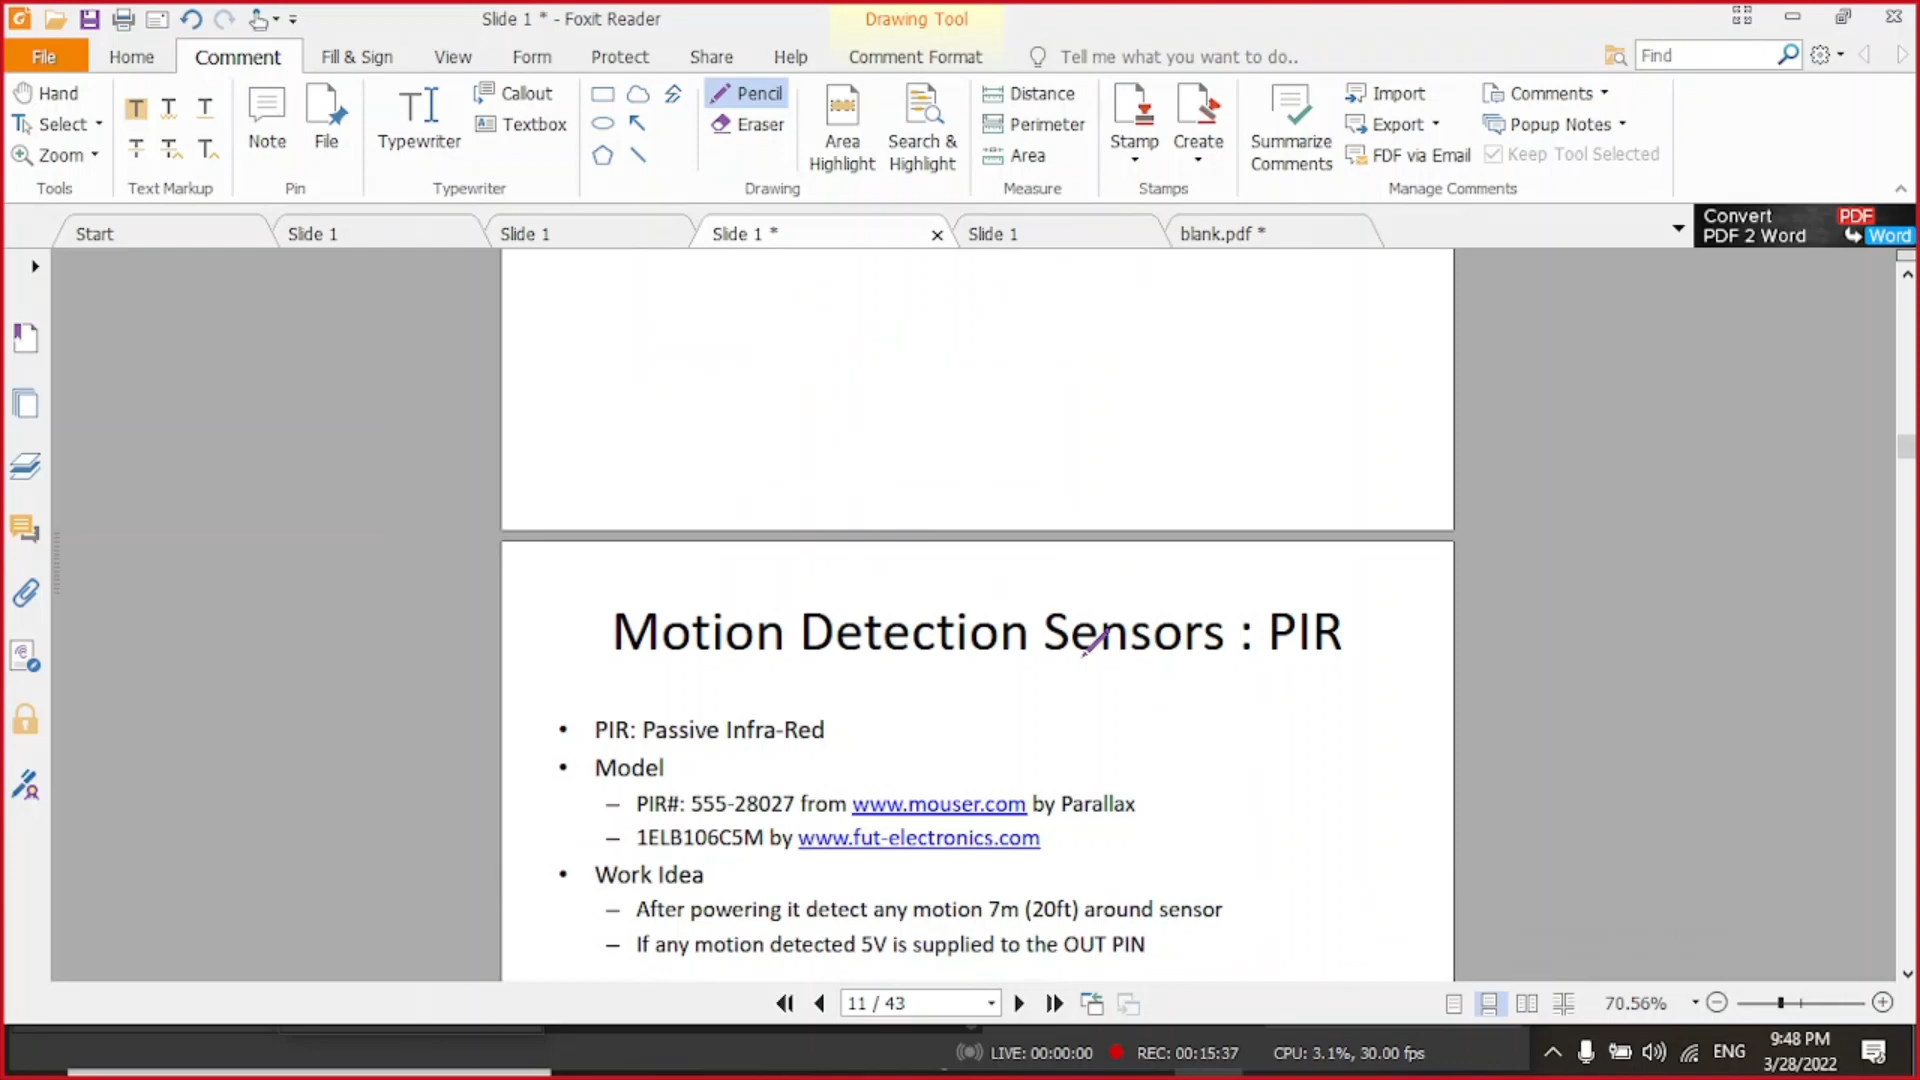 Slide 1 * - Foxit Reader
Drawing Tool
File
Home
Comment
Fill & Sign
View
Form
Protect
Share
Help
Comment Format
Tell me what you want to do..
Find
Hand
Select
Zoom
Tools
Text Markup
Note
File
Pin
Typewriter
Callout
Textbox
Typewriter
Pencil
Eraser
Area
Highlight
Search &
Highlight
Drawing
Distance
Perimeter
Area
Measure
Stamp
Create
Stamps
Summarize
Comments
Import
Export
FDF via Email
Comments
Popup Notes
Keep Tool Selected
Manage Comments
Start
Slide 1
Slide 1
Slide 1 *
Slide 1
blank.pdf *
Convert
PDF 2 Word
PDF
Word
Motion Detection Sensors : PIR
• PIR: Passive Infra-Red
• Model
– PIR#: 555-28027 from www.mouser.com by Parallax
– 1ELB106C5M by www.fut-electronics.com
• Work Idea
– After powering it detect any motion 7m (20ft) around sensor
– If any motion detected 5V is supplied to the OUT PIN
11 / 43
70.56%
LIVE: 00:00:00
REC: 00:15:37
CPU: 3.1%, 30.00 fps
ENG
9:48 PM
3/28/2022